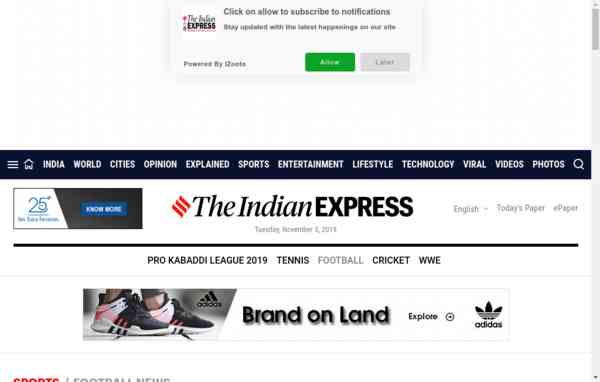 Click on allow to subscribe to notifications
The Indian
EXPRESS
Stay updated with the latest happenings on our site
Powered By iZooto
Allow
Later
INDIA WORLD CITIES OPINION EXPLAINED SPORTS ENTERTAINMENT LIFESTYLE TECHNOLOGY VIRAL VIDEOS PHOTOS
25
KNOW MORE
The Indian EXPRESS
English
Today's Paper
ePaper
Tuesday, November 5, 2019
PRO KABADDI LEAGUE 2019 TENNIS FOOTBALL CRICKET WWE
adidas
Brand on Land
Explore
adidas
SPORTS / FOOTBALL NEWS